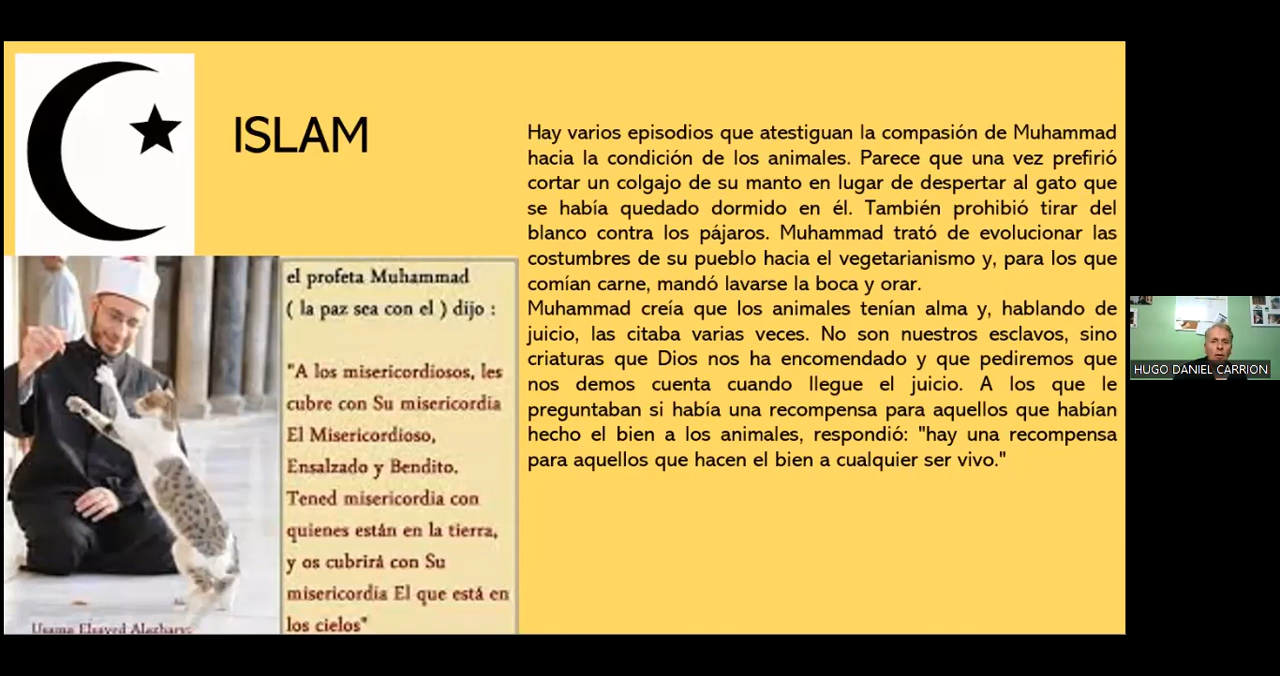 ISLAM
Hay varios episodios que atestiguan la compasión de Muhammad
hacia la condición de los animales. Parece que una vez prefirió
cortar un colgajo de su manto en lugar de despertar al gato que
se había quedado dormido en él. También prohibió tirar del
blanco contra los pájaros. Muhammad trató de evolucionar las
costumbres de su pueblo hacia el vegetarianismo y, para los que
comían carne, mandó lavarse la boca y orar.
Muhammad creía que los animales tenían alma y, hablando de
juicio, las citaba varias veces. No son nuestros esclavos, sino
criaturas que Dios nos ha encomendado y que pediremos que
nos demos cuenta cuando llegue el juicio. A los que le
preguntaban si había una recompensa para aquellos que habían
hecho el bien a los animales, respondió: "hay una recompensa
para aquellos que hacen el bien a cualquier ser vivo."
el profeta Muhammad
( la paz sea con el ) dijo :
"A los misericordiosos, les
cubre con Su misericordia
El Misericordioso,
Ensalzado y Bendito.
Tened misericordia con
quienes están en la tierra,
y os cubrirá con Su
misericordia El que está en
los cielos"
Usama Elsayed Alazhary
HUGO DANIEL CARRION